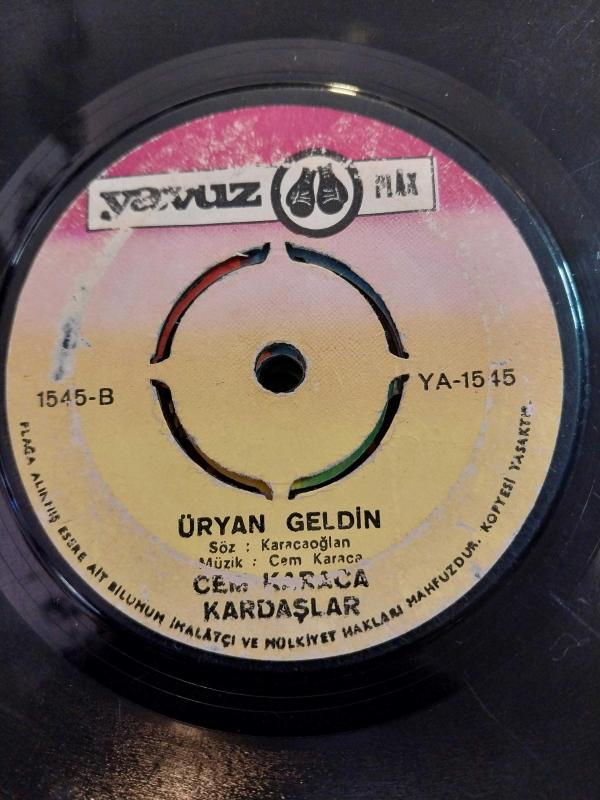 yavuz PLAK
1545-B
YA-1545
ÜRYAN GELDİN
Söz : Karacaoğlan
Müzik : Cem Karaca
CEM KARACA
KARDAŞLAR
PLAĞA ALINMIŞ ESERE AİT BİLUMUM İMALÂTÇI VE MÜLKİYET HAKLARI MAHFUZDUR. KOPYESİ YASAKTIR.